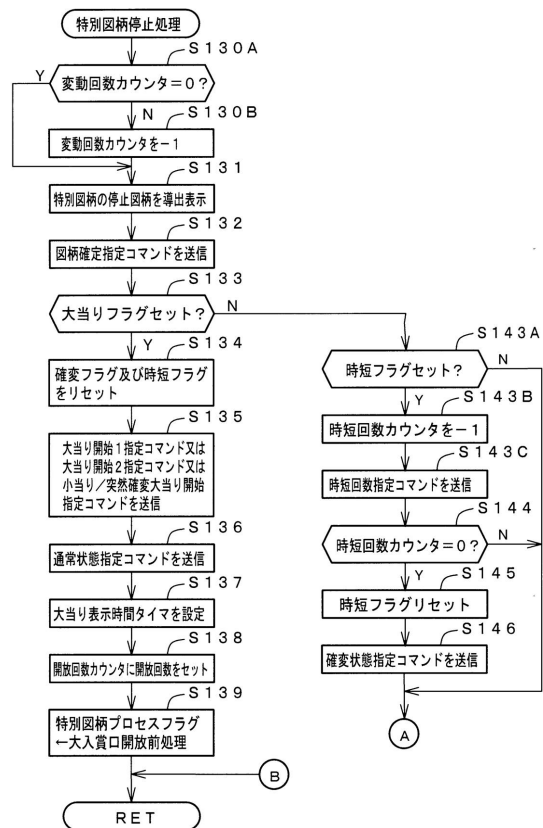 特別図柄停止処理
S130A
変動回数カウンタ=0?
Y
N
S130B
変動回数カウンタを-1
S131
特別図柄の停止図柄を導出表示
S132
図柄確定指定コマンドを送信
S133
大当りフラグセット?
N
Y
S134
確変フラグ及び時短フラグ
をリセット
S135
大当り開始1指定コマンド又は
大当り開始2指定コマンド又は
小当り/突然確変大当り開始
指定コマンドを送信
S136
通常状態指定コマンドを送信
S137
大当り表示時間タイマを設定
S138
開放回数カウンタに開放回数をセット
S139
特別図柄プロセスフラグ
←大入賞口開放前処理
B
RET
S143A
時短フラグセット?
N
Y
S143B
時短回数カウンタを-1
S143C
時短回数指定コマンドを送信
S144
時短回数カウンタ=0?
N
Y
S145
時短フラグリセット
S146
確変状態指定コマンドを送信
A